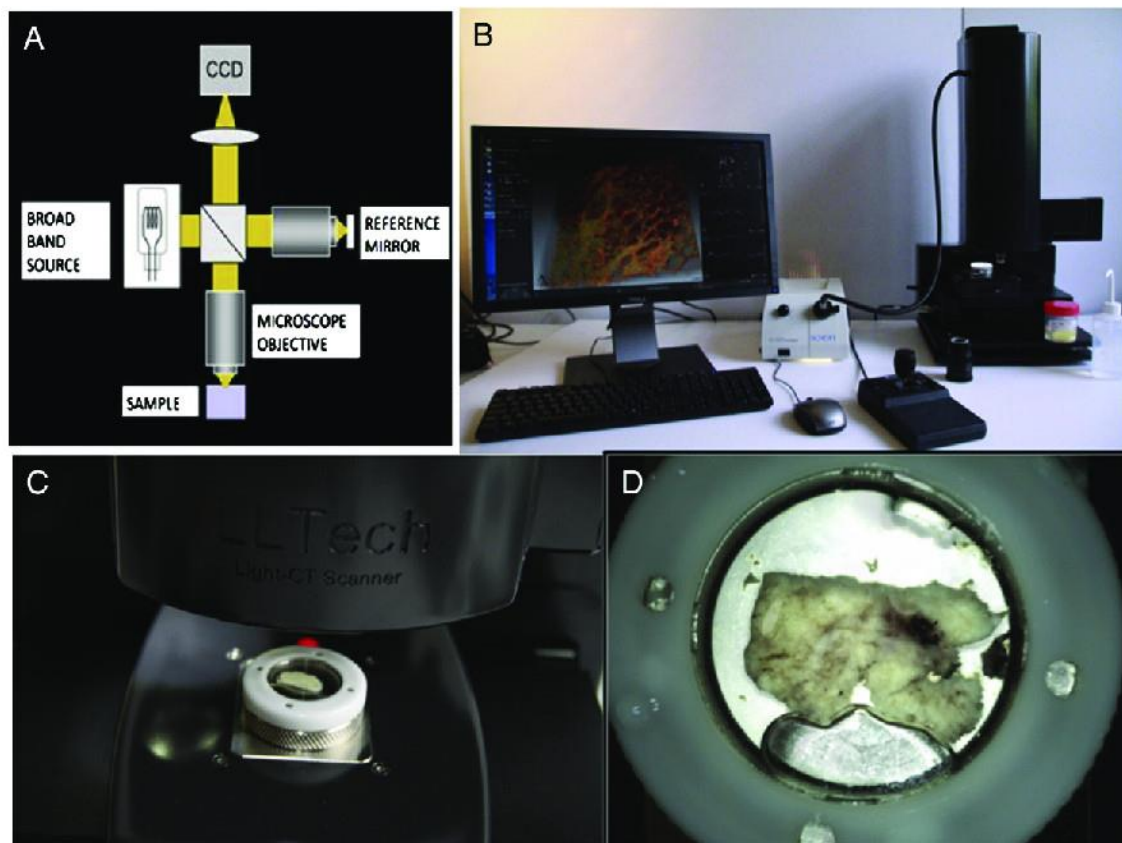 A
CCD
BROAD
BAND
SOURCE
REFERENCE
MIRROR
MICROSCOPE
OBJECTIVE
SAMPLE
B
C
LLTech
Light-CT Scanner
D